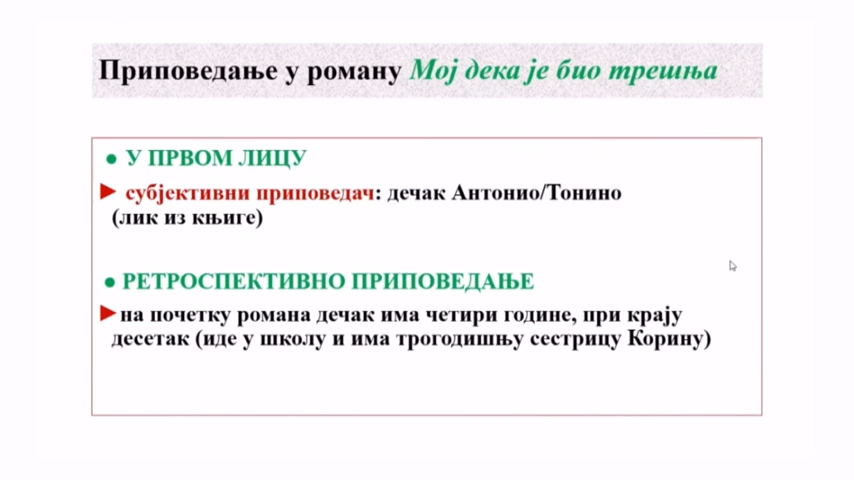 Приповедање у роману Мој дека је био трешња
● У ПРВОМ ЛИЦУ
► субјективни приповедач: дечак Антонио/Тонино
(лик из књиге)
● РЕТРОСПЕКТИВНО ПРИПОВЕДАЊЕ
►на почетку романа дечак има четири године, при крају
десетак (иде у школу и има трогодишњу сестрицу Корину)